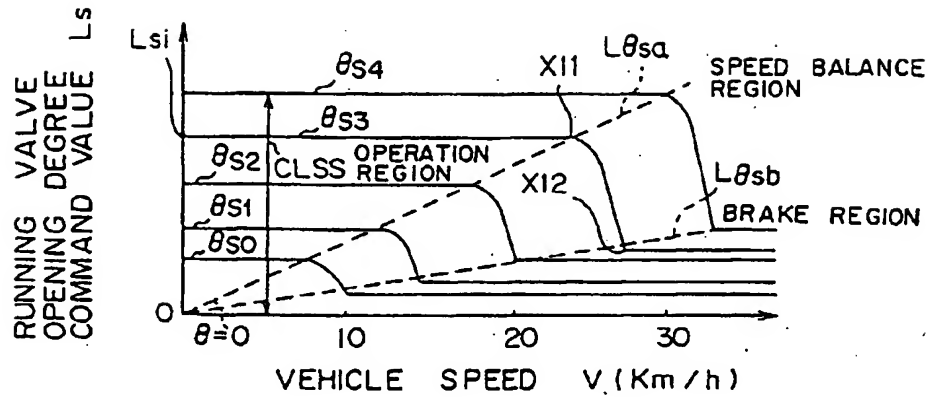 RUNNING VALVE
OPENING DEGREE
COMMAND VALUE Ls
Lsi
θS4
X11
Lθsa
SPEED BALANCE
REGION
θS3
θS2
CLSS OPERATION
REGION
X12
Lθsb
θS1
BRAKE REGION
θS0
0
θ=0
10
20
30
VEHICLE SPEED V (Km/h)